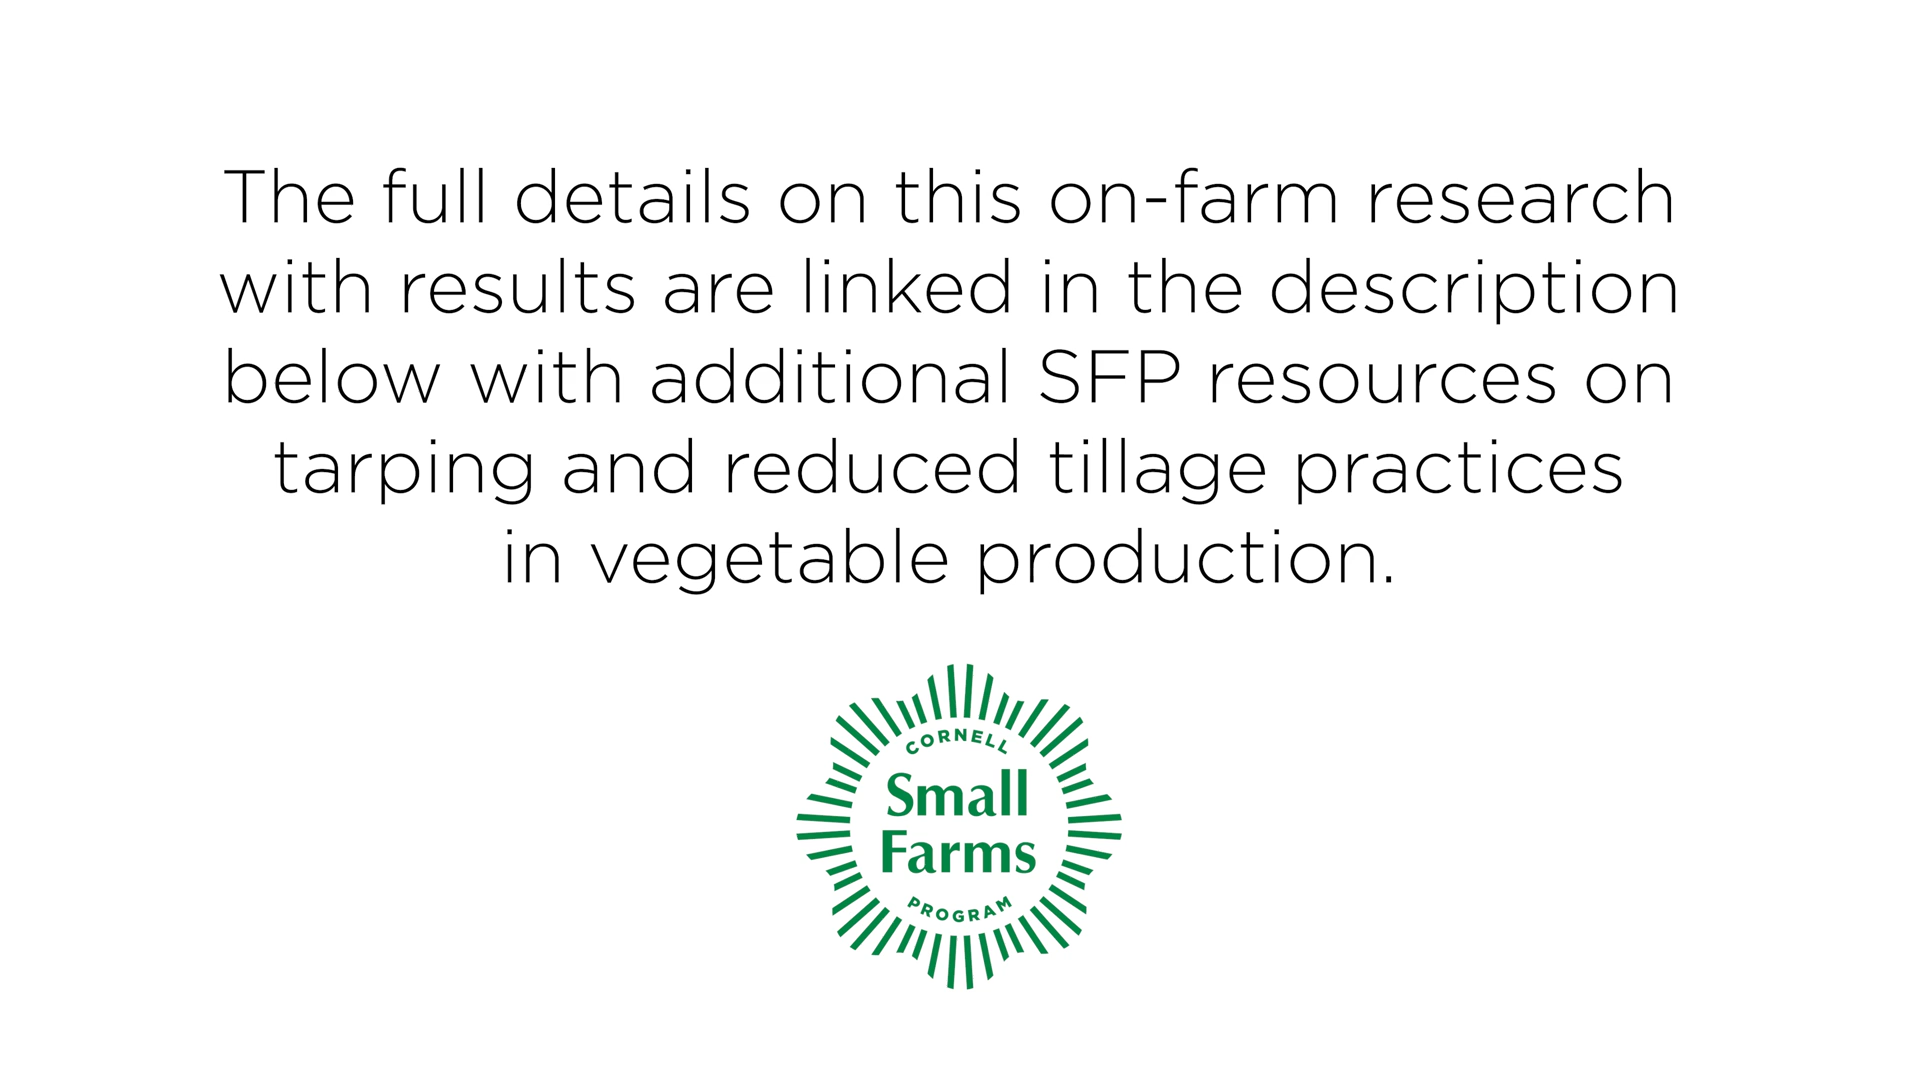 The full details on this on-farm research
with results are linked in the description
below with additional SFP resources on
tarping and reduced tillage practices
in vegetable production.
CORNELL
Small
Farms
PROGRAM